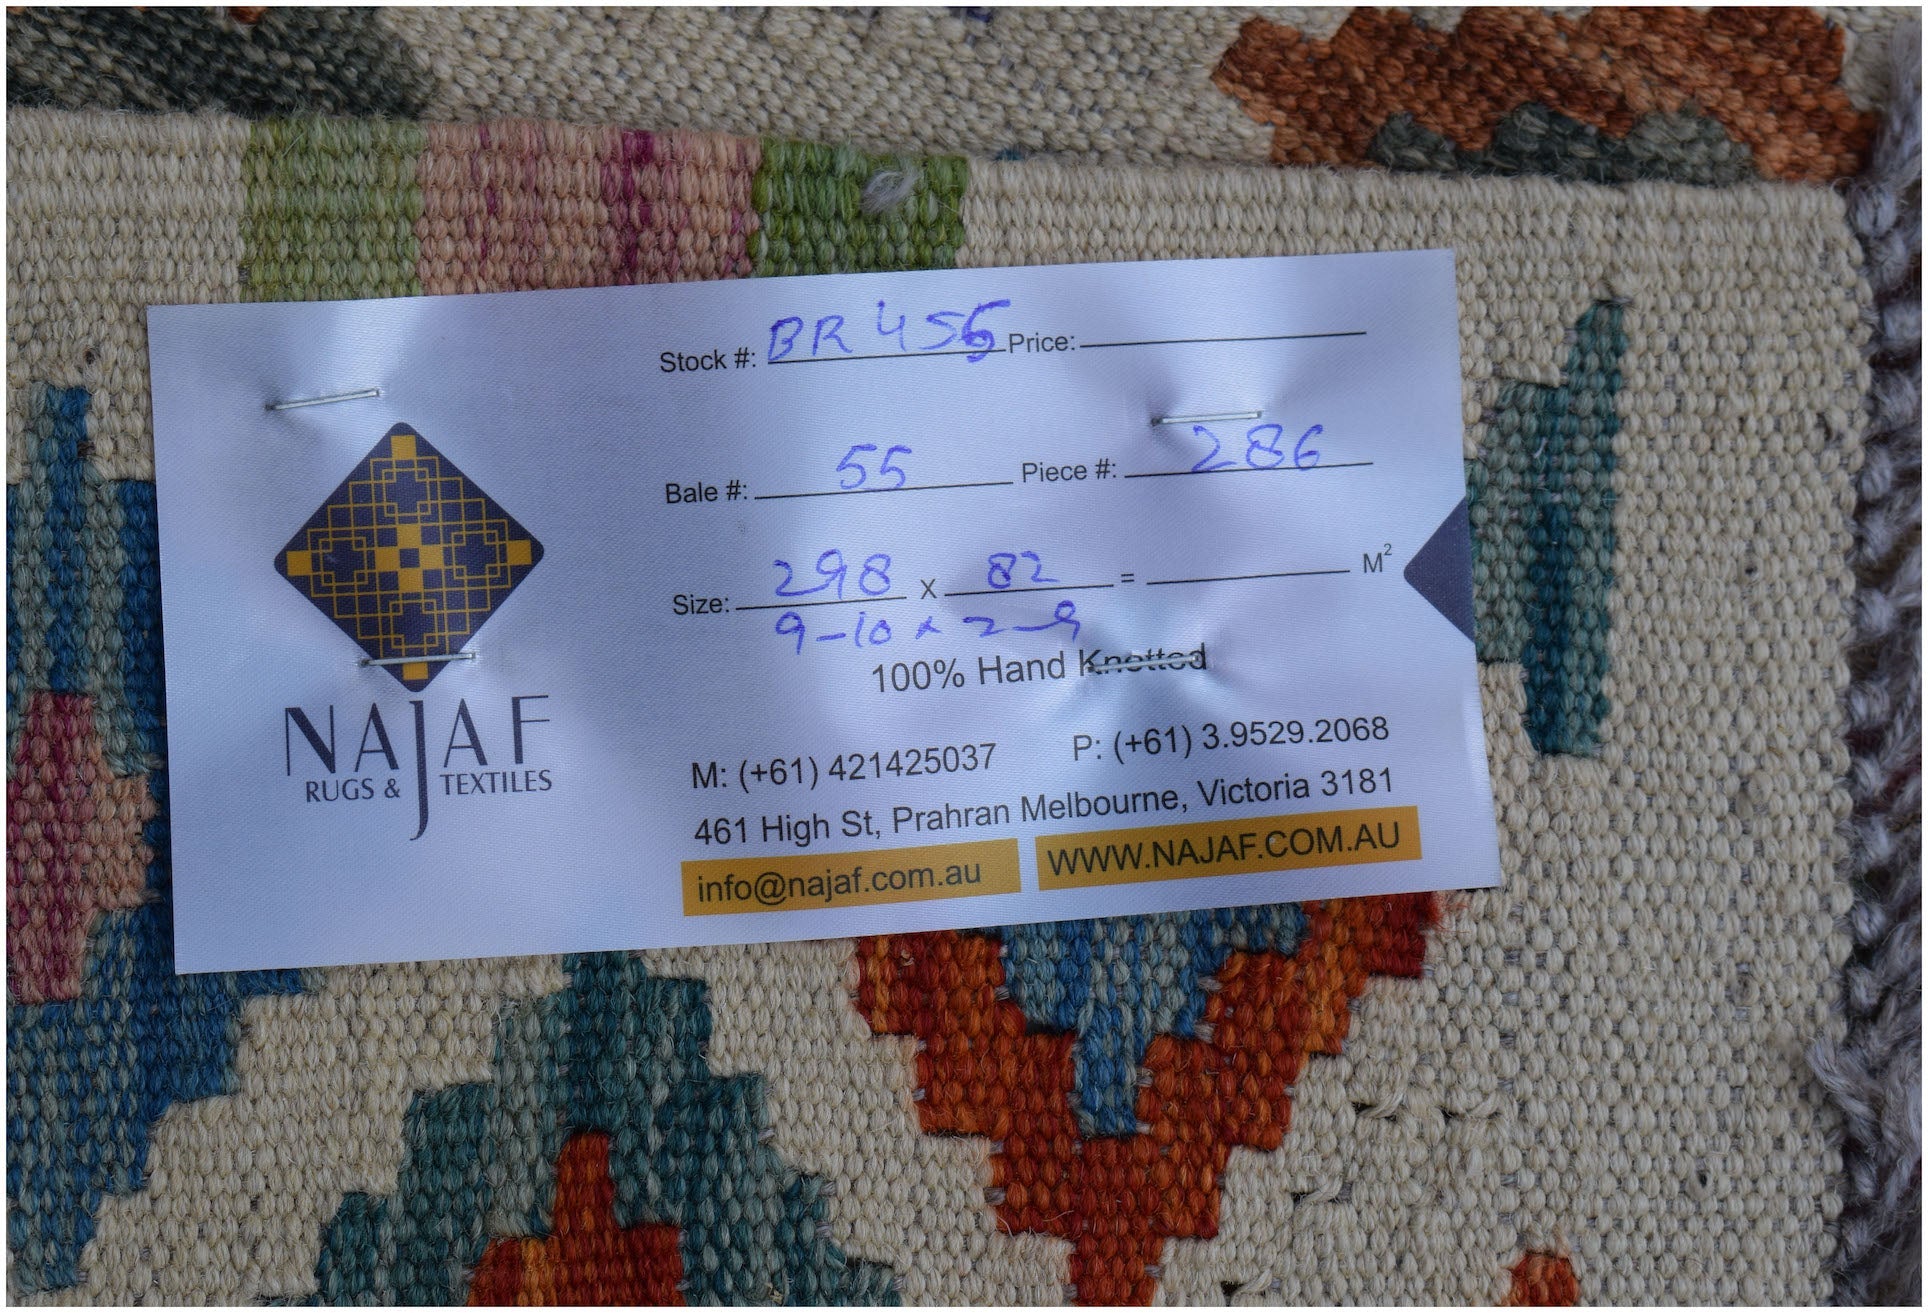 Stock #: BR 456 Price:
Bale #: 55 Piece #: 286
Size: 298 X 82 = M²
9-10 x 2-9
100% Hand Knotted
NAJAF
RUGS & TEXTILES
M: (+61) 421425037 P: (+61) 3.9529.2068
461 High St, Prahran Melbourne, Victoria 3181
info@najaf.com.au WWW.NAJAF.COM.AU